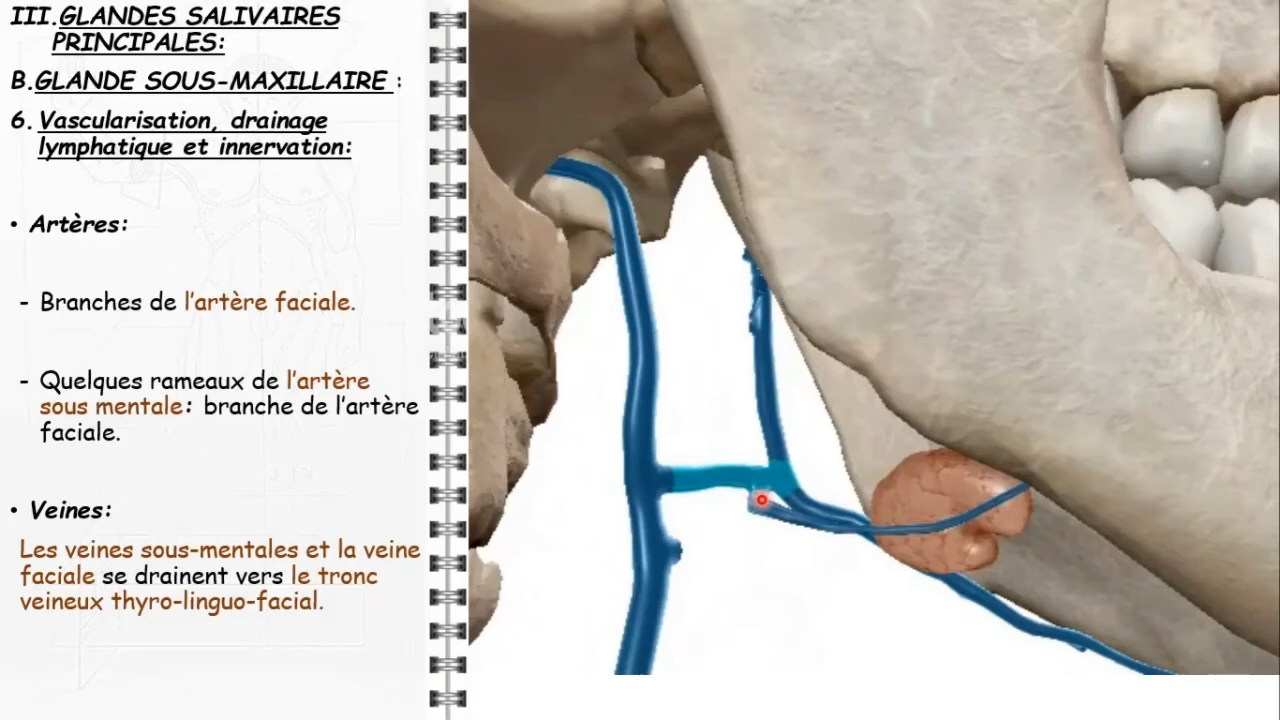 III.GLANDES SALIVAIRES
PRINCIPALES:
B.GLANDE SOUS-MAXILLAIRE :
6. Vascularisation, drainage
lymphatique et innervation:
• Artères:
- Branches de l'artère faciale.
- Quelques rameaux de l'artère
sous mentale: branche de l'artère
faciale.
• Veines:
Les veines sous-mentales et la veine
faciale se drainent vers le tronc
veineux thyro-linguo-facial.